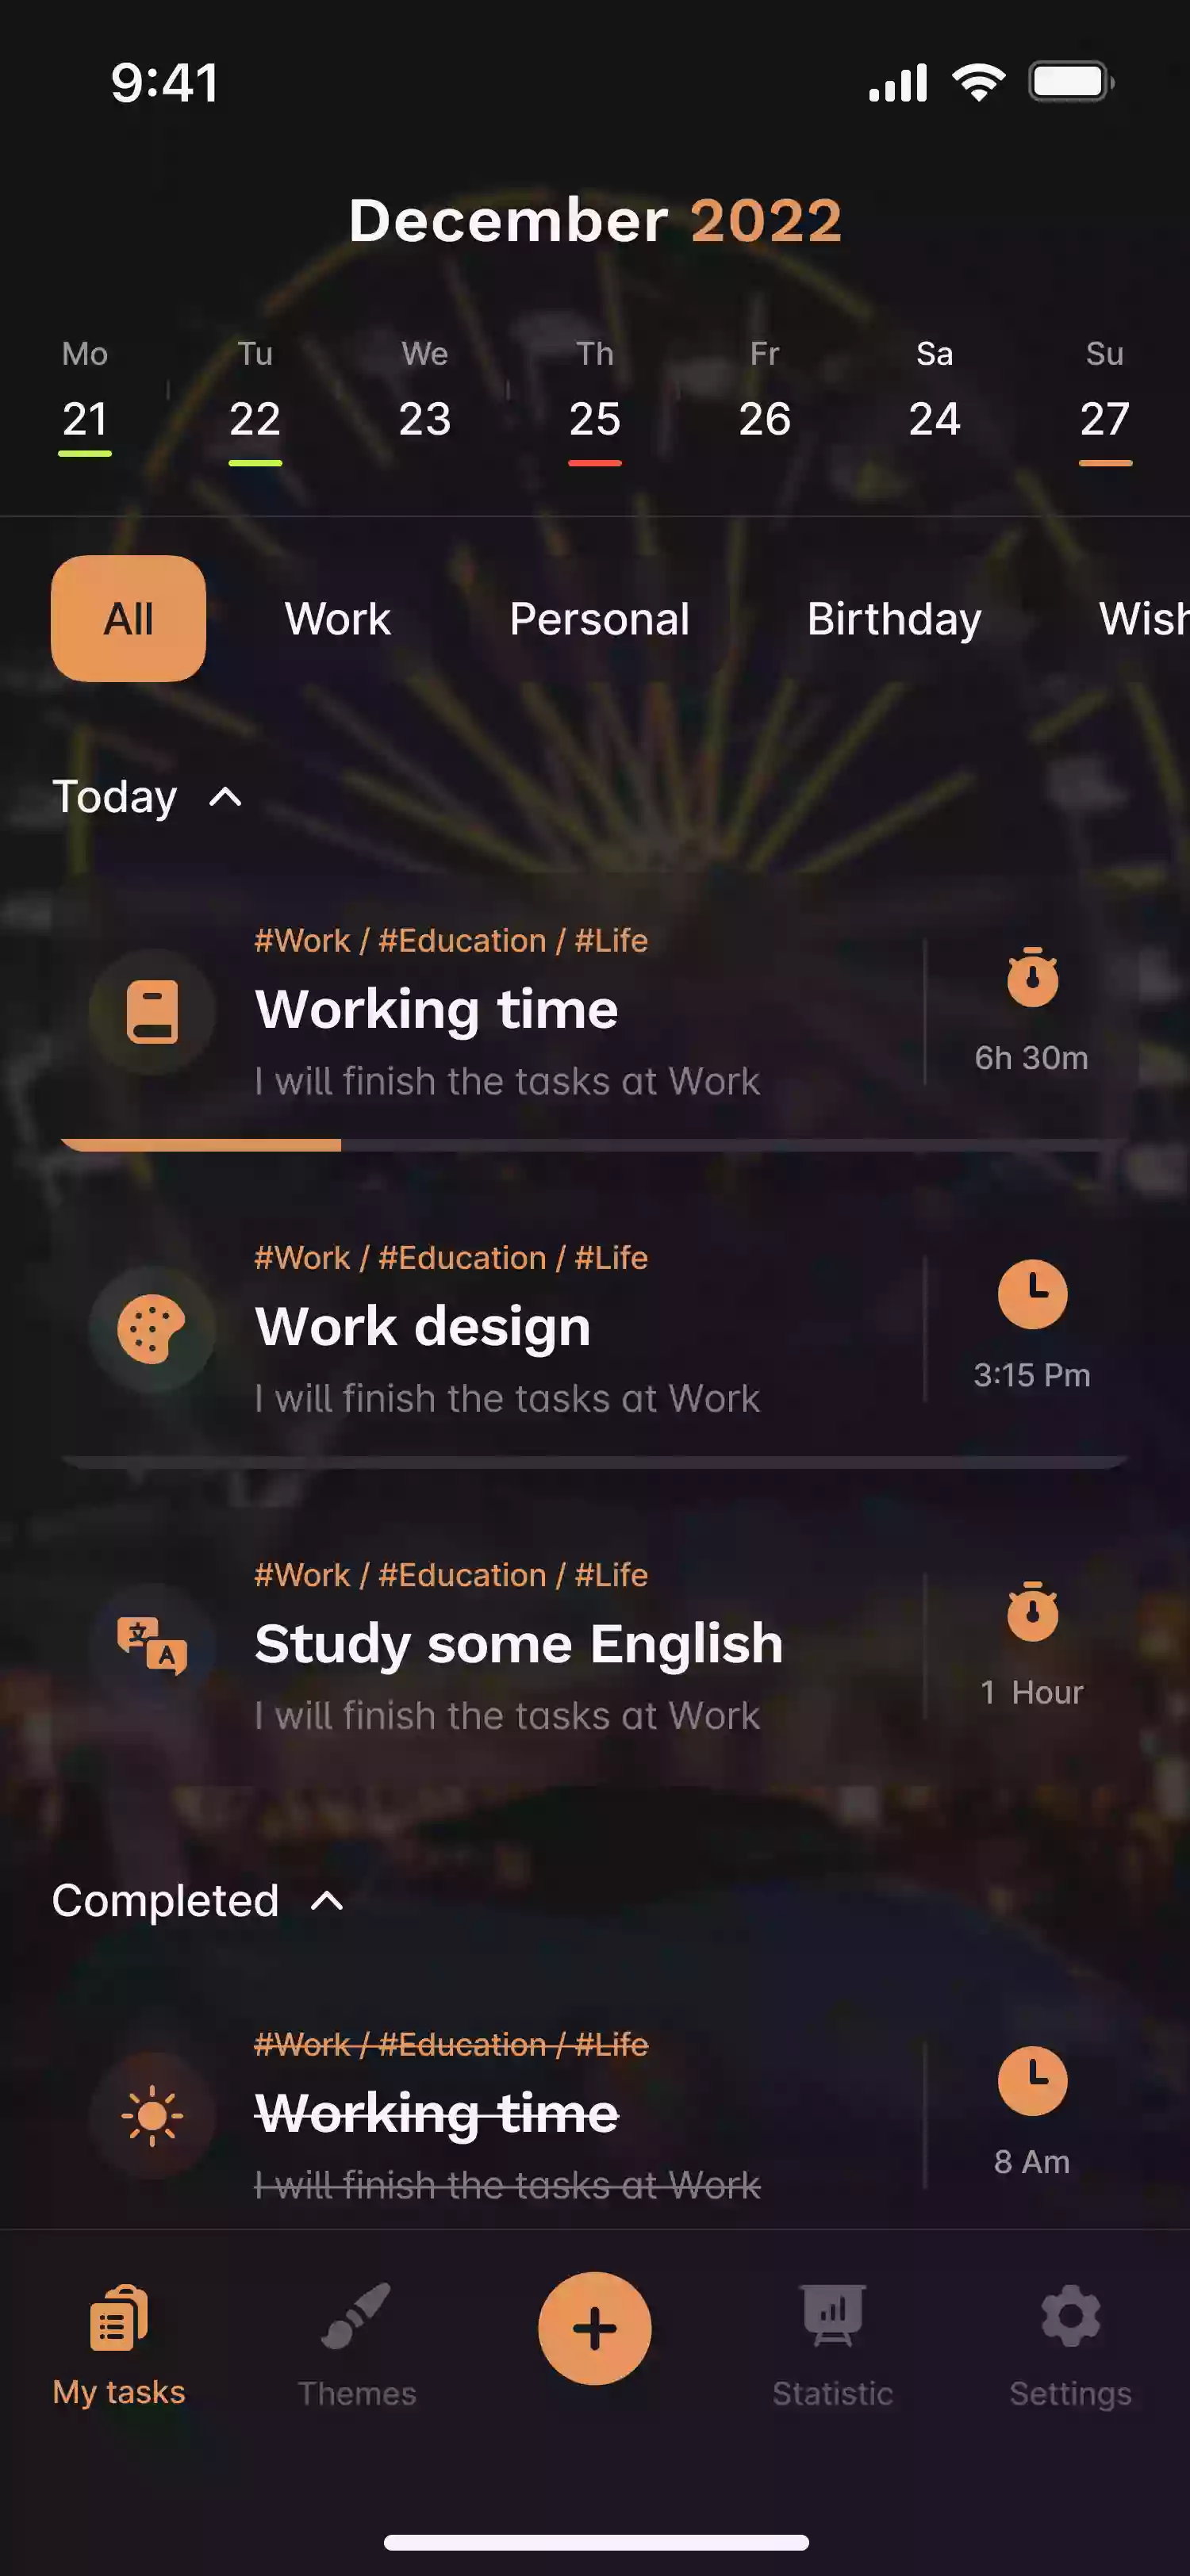 9:41
December 2022
Mo Tu We Th Fr Sa Su
21 22 23 25 26 24 27
All Work Personal Birthday Wish
Today
#Work / #Education / #Life
Working time
I will finish the tasks at Work
6h 30m
#Work / #Education / #Life
Work design
I will finish the tasks at Work
3:15 Pm
#Work / #Education / #Life
文 A
Study some English
I will finish the tasks at Work
1 Hour
Completed
#Work / #Education / #Life
Working time
I will finish the tasks at Work
8 Am
My tasks Themes Statistic Settings